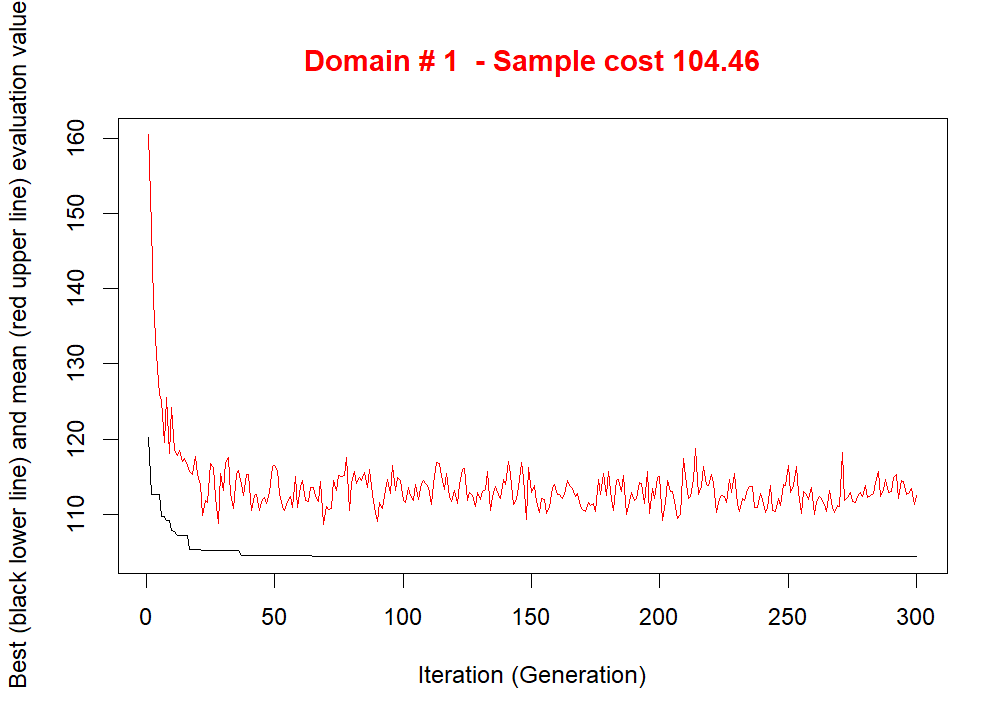 Domain # 1  - Sample cost 104.46
Best (black lower line) and mean (red upper line) evaluation value
160
150
140
130
120
110
0 50 100 150 200 250 300
Iteration (Generation)